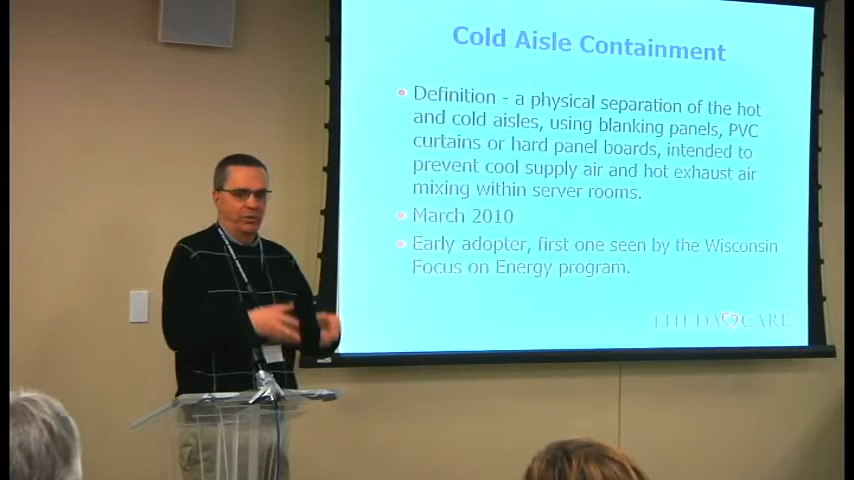 Cold Aisle Containment
Definition - a physical separation of the hot
and cold aisles, using blanking panels, PVC
curtains or hard panel boards, intended to
prevent cool supply air and hot exhaust air
mixing within server rooms.
March 2010
Early adopter, first one seen by the Wisconsin
Focus on Energy program.
THEDA CARE